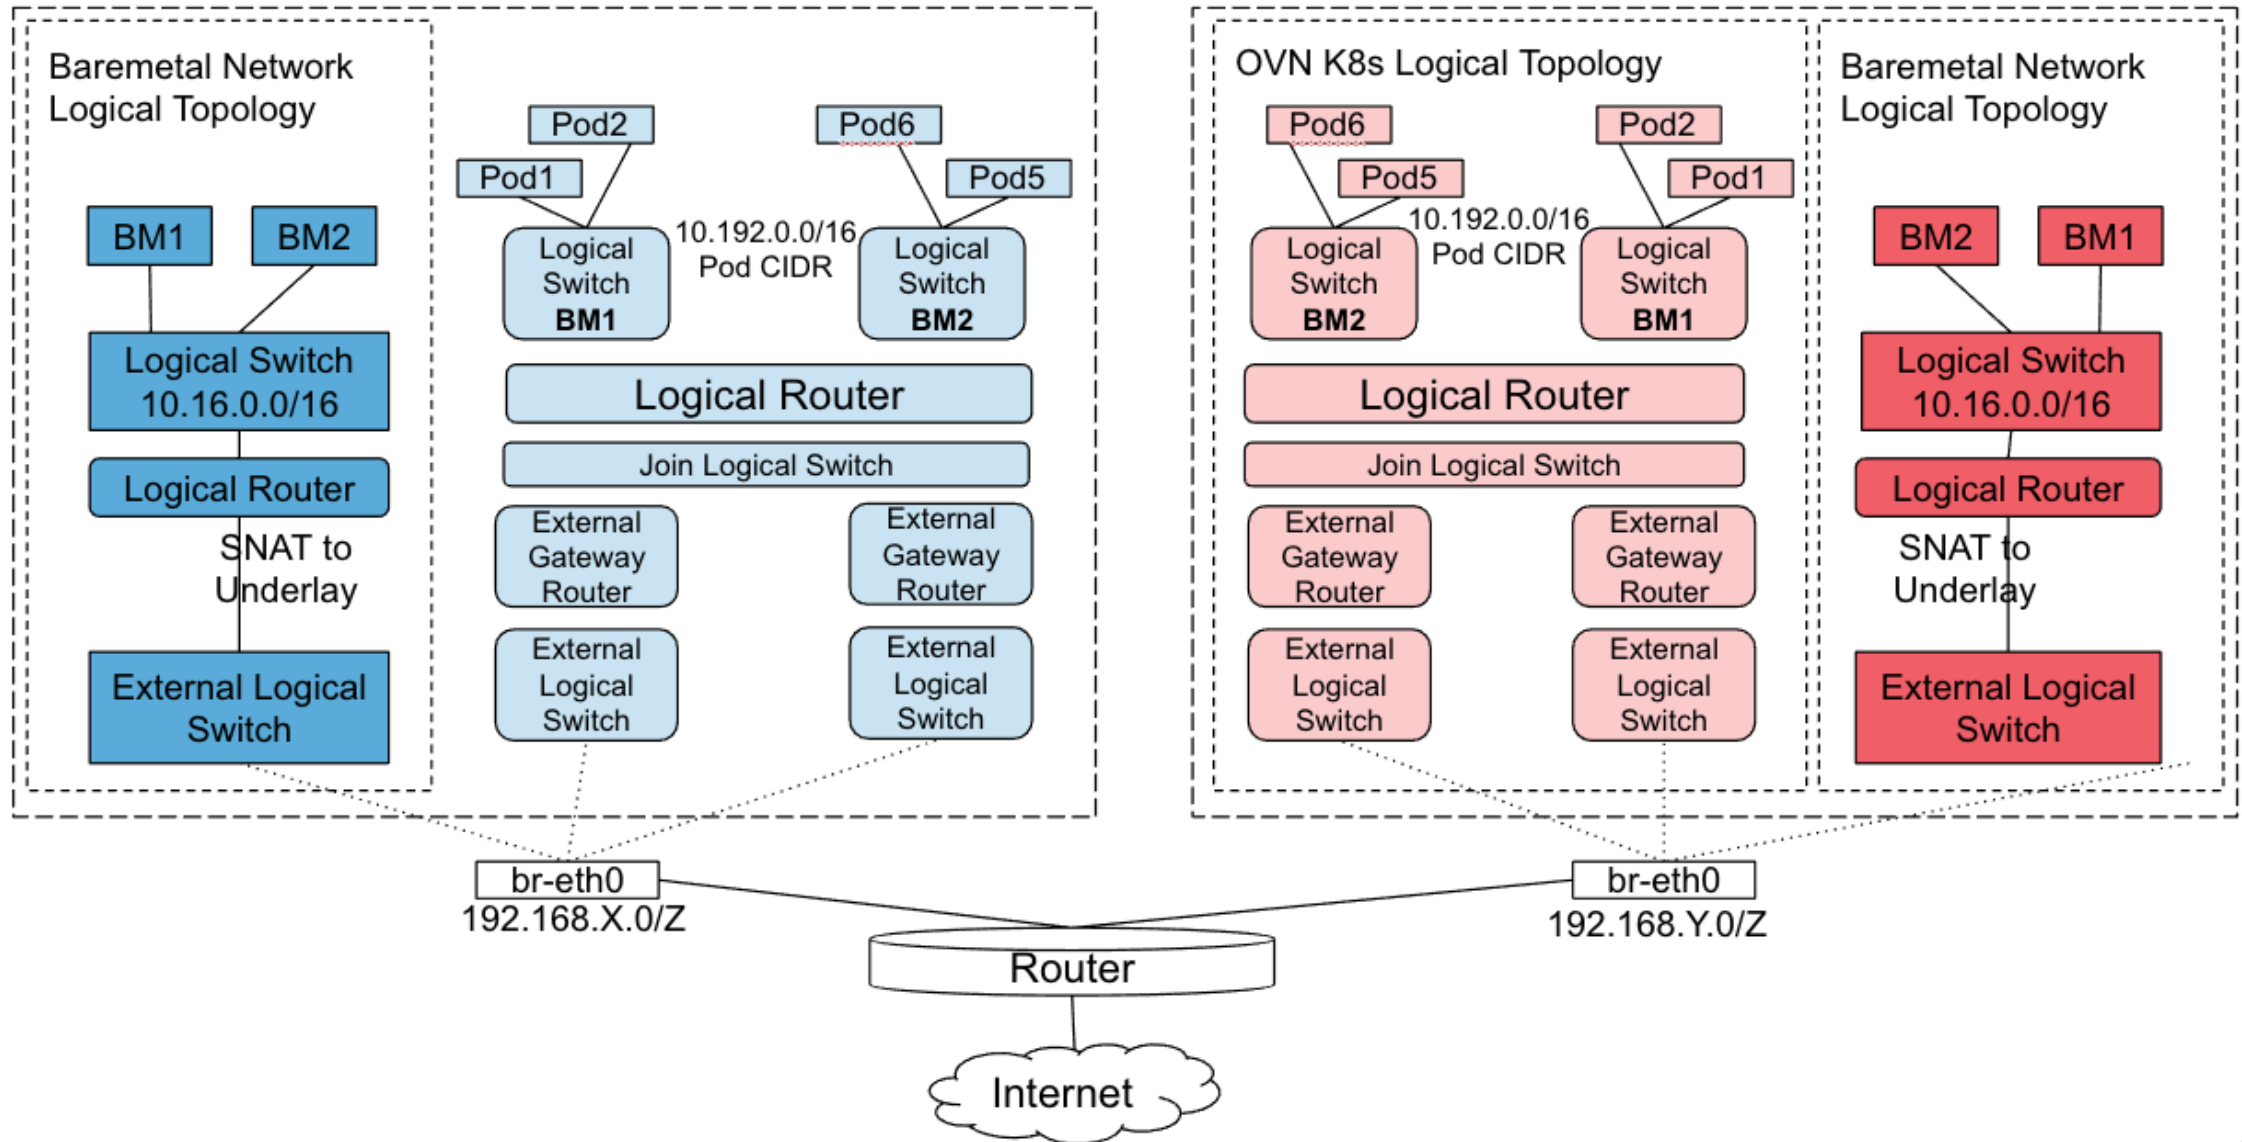 Baremetal Network
Logical Topology
BM1
BM2
Logical Switch
10.16.0.0/16
Logical Router
SNAT to
Underlay
External Logical
Switch
Pod2
Pod1
Pod6
Pod5
10.192.0.0/16
Pod CIDR
Logical
Switch
BM1
Logical
Switch
BM2
Logical Router
Join Logical Switch
External
Gateway
Router
External
Gateway
Router
External
Logical
Switch
External
Logical
Switch
OVN K8s Logical Topology
Pod6
Pod5
Pod2
Pod1
10.192.0.0/16
Pod CIDR
Logical
Switch
BM2
Logical
Switch
BM1
Logical Router
Join Logical Switch
External
Gateway
Router
External
Gateway
Router
External
Logical
Switch
External
Logical
Switch
Baremetal Network
Logical Topology
BM2
BM1
Logical Switch
10.16.0.0/16
Logical Router
SNAT to
Underlay
External Logical
Switch
br-eth0
192.168.X.0/Z
br-eth0
192.168.Y.0/Z
Router
Internet